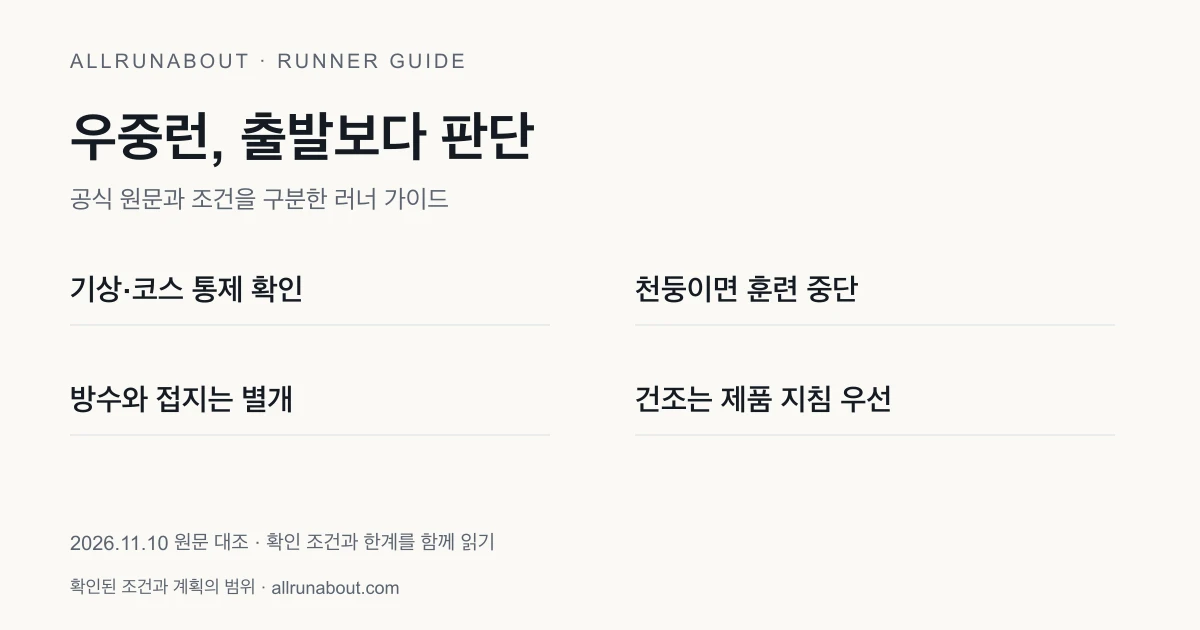 ALLRUNABOUT · RUNNER GUIDE
우중런, 출발보다 판단
공식 원문과 조건을 구분한 러너 가이드
기상·코스 통제 확인
천둥이면 훈련 중단
방수와 접지는 별개
건조는 제품 지침 우선
2026.11.10 원문 대조 · 확인 조건과 한계를 함께 읽기
확인된 조건과 계획의 범위 · allrunabout.com